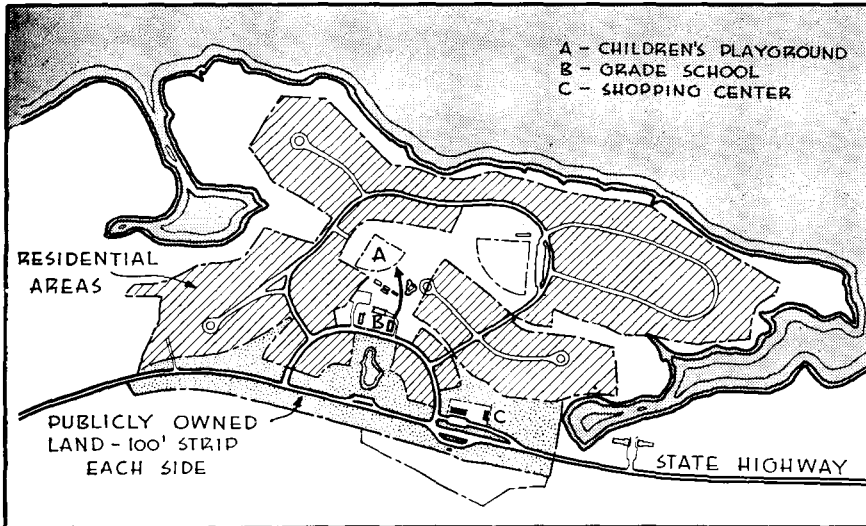 A - CHILDREN'S PLAYGROUND
B - GRADE SCHOOL
C - SHOPPING CENTER
A
RESIDENTIAL
AREAS
B
C
PUBLICLY OWNED
LAND - 100' STRIP
EACH SIDE
STATE HIGHWAY